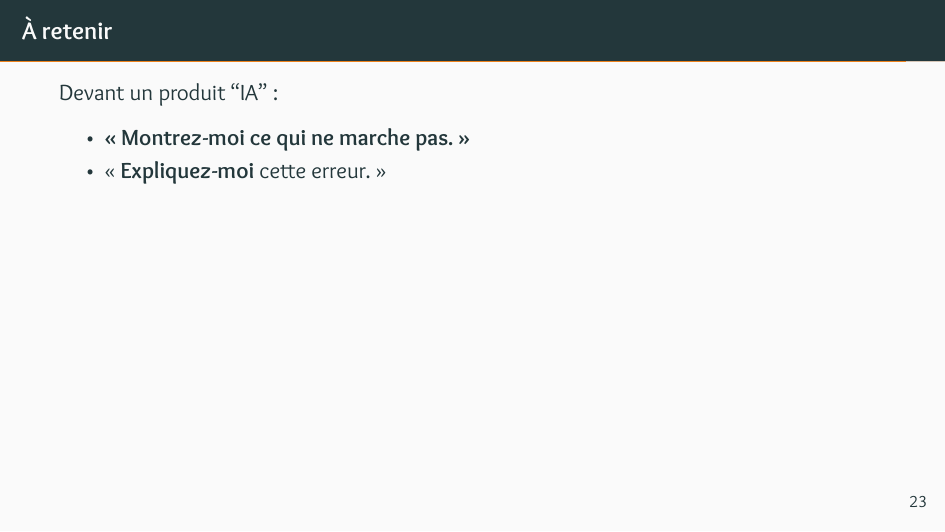 À retenir
Devant un produit “IA” :
• « Montrez-moi ce qui ne marche pas. »
• « Expliquez-moi cette erreur. »
23